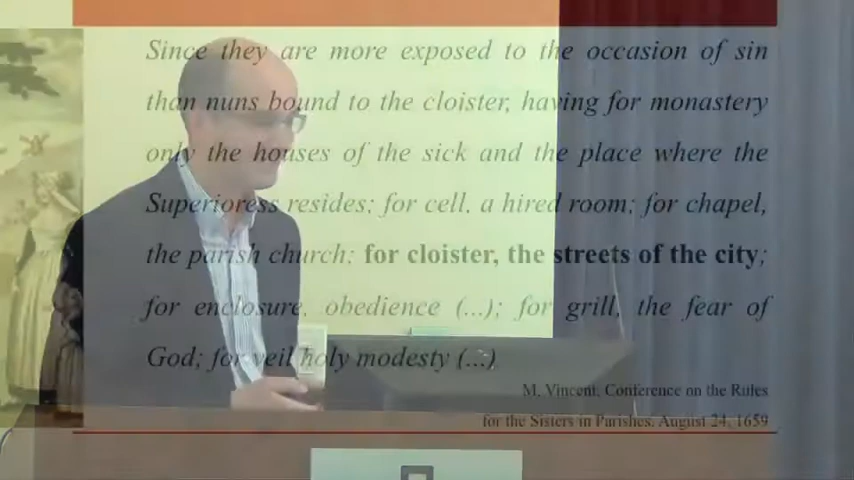 Since they are more exposed to the occasion of sin
than nuns bound to the cloister, having for monastery
only the houses of the sick and the place where the
Superioress resides; for cell, a hired room; for chapel,
the parish church; for cloister, the streets of the city;
for enclosure, obedience (...); for grill, the fear of
God; for veil holy modesty (...)
M. Vincent, Conference on the Rules
for the Sisters in Parishes, August 24, 1659